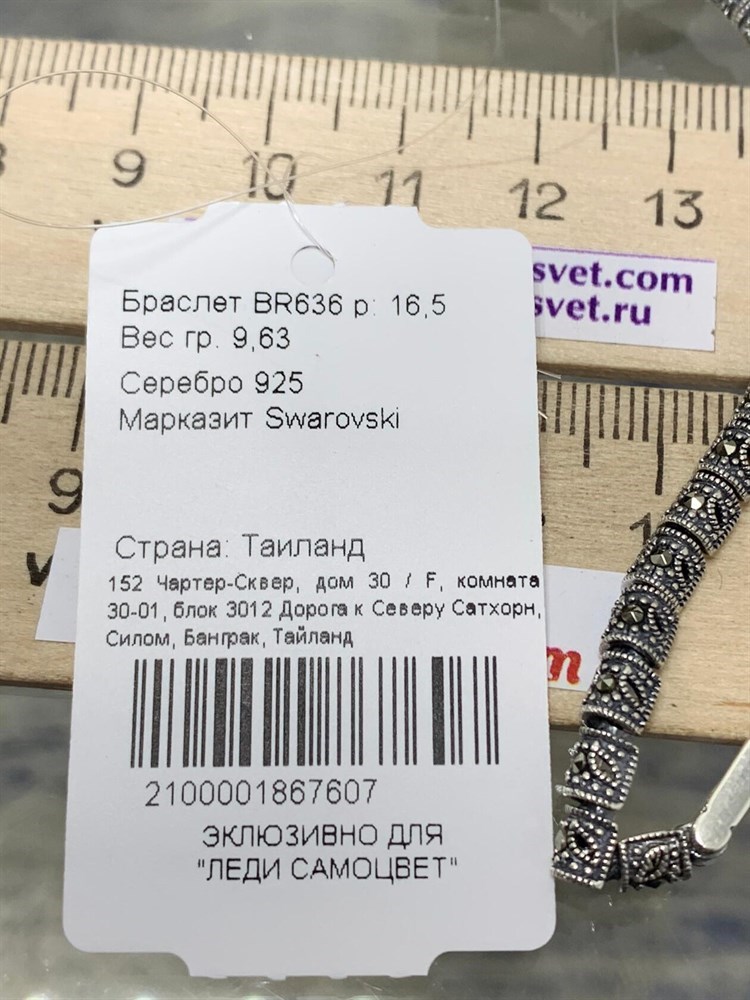 9 10 11 12 13
svet.com
svet.ru
Браслет BR636 р: 16,5
Вес гр. 9,63
Серебро 925
Марказит Swarovski
9
Страна: Таиланд
152 Чартер-Сквер, дом 30 / F, комната
30-01, блок 3012 Дорога к Северу Сатхорн,
Силом, Банграк, Тайланд
m
2100001867607
ЭКЛЮЗИВНО ДЛЯ
"ЛЕДИ САМОЦВЕТ"